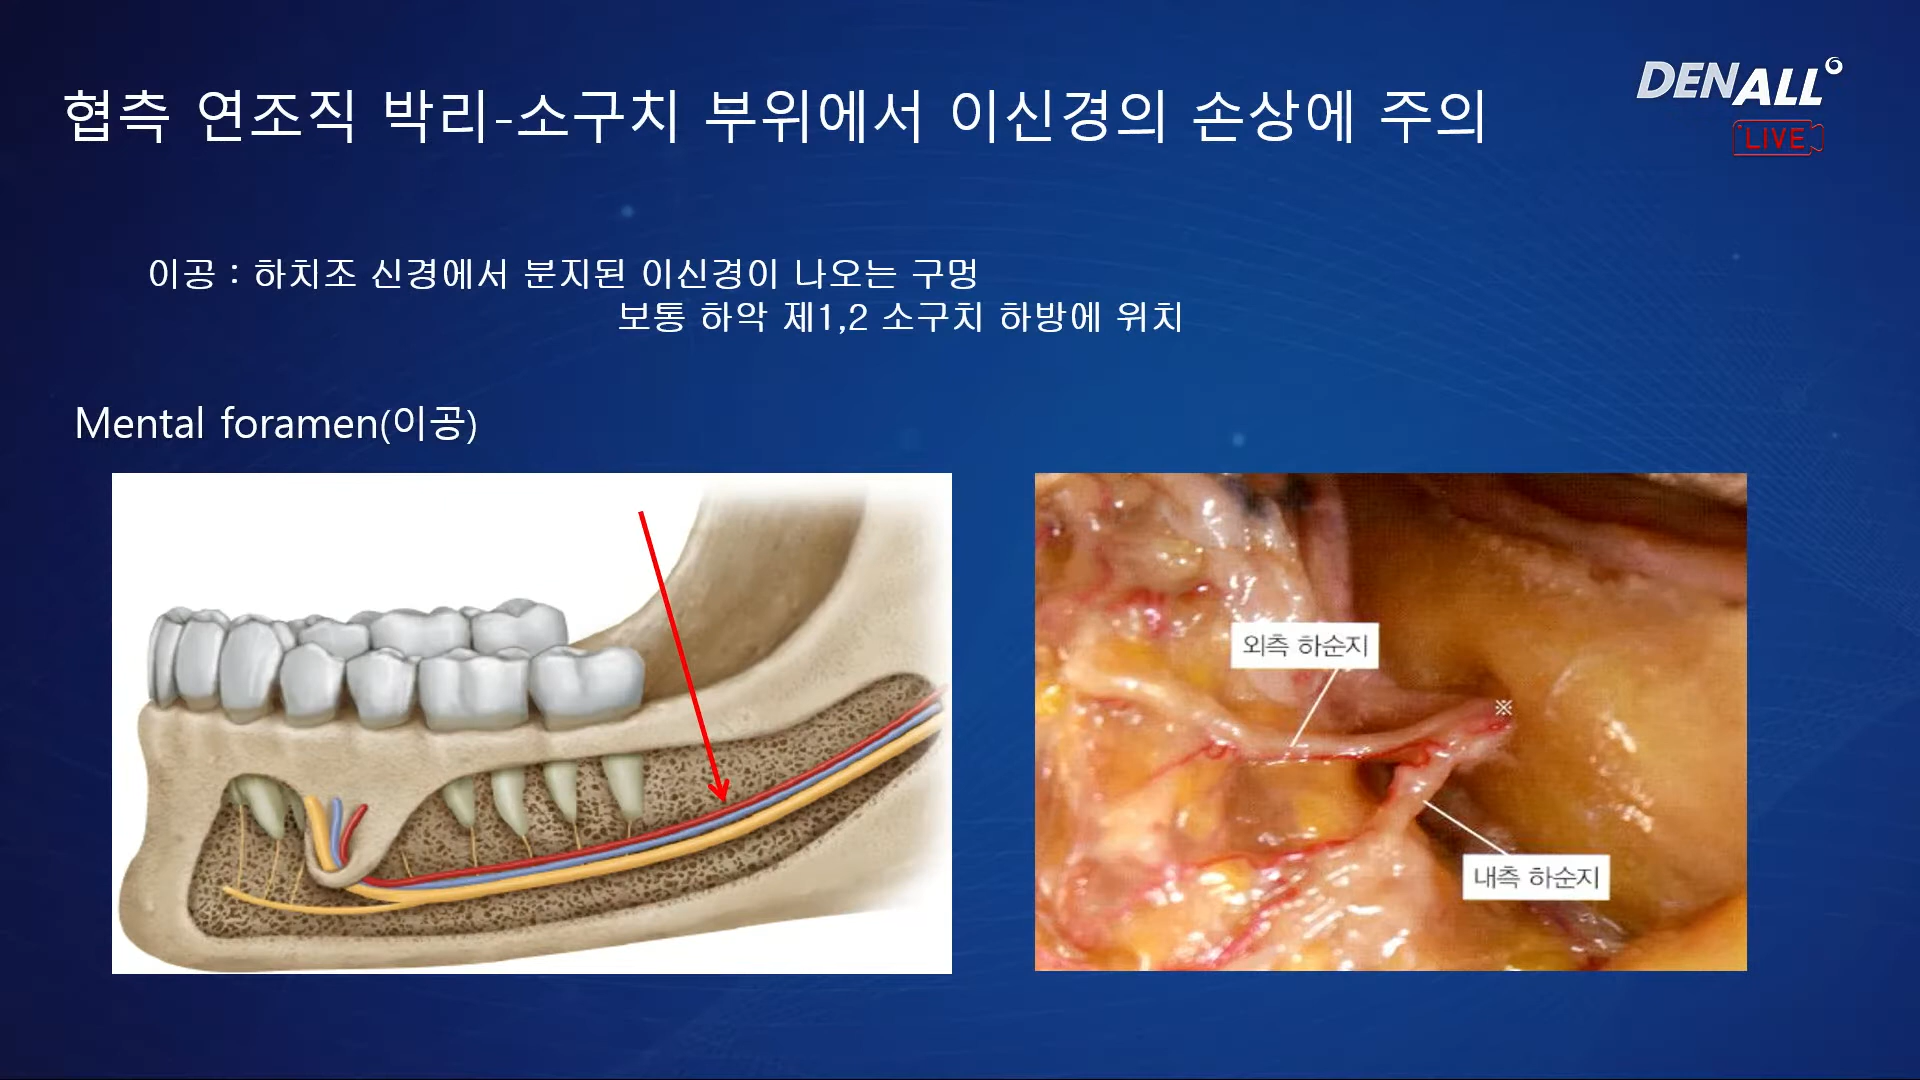 협측 연조직 박리-소구치 부위에서 이신경의 손상에 주의
DENALL
LIVE
이공 : 하치조 신경에서 분지된 이신경이 나오는 구멍
보통 하악 제1,2 소구치 하방에 위치
Mental foramen(이공)
외측 하순지
※
내측 하순지